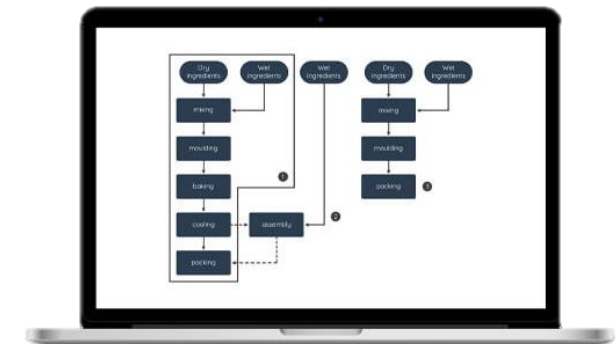 Dry
ingredients
Wet
ingredients
Wet
ingredients
Dry
ingredients
Wet
ingredients
mixing
mixing
moulding
moulding
baking
1
packing
3
cooling
assembly
2
packing